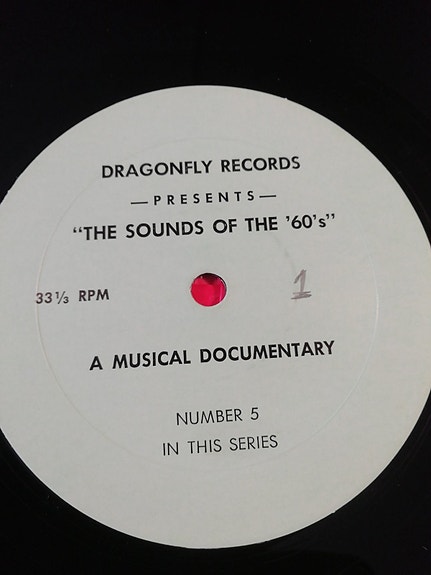 DRAGONFLY RECORDS
—PRESENTS—
“THE SOUNDS OF THE ’60’s”
33⅓ RPM
1
A MUSICAL DOCUMENTARY
NUMBER 5
IN THIS SERIES